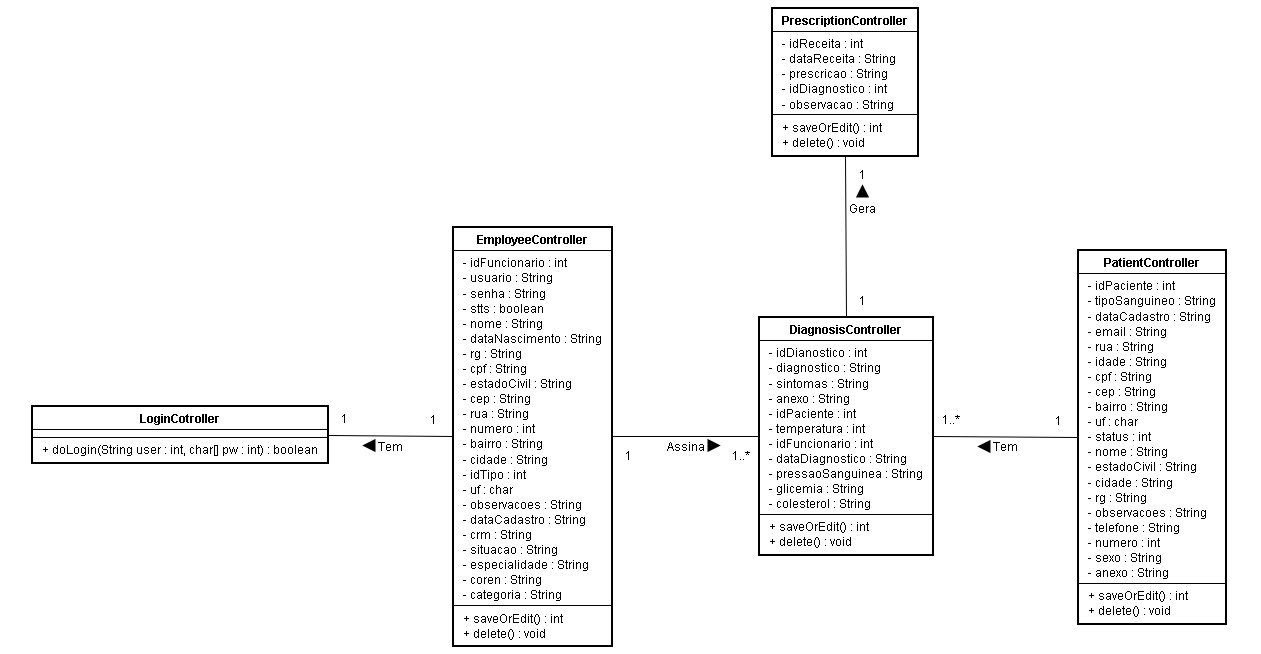 PrescriptionController
- idReceita : int
- dataReceita : String
- prescricao : String
- idDiagnostico : int
- observacao : String
+ saveOrEdit() : int
+ delete() : void
1
Gera
1
EmployeeController
- idFuncionario : int
- usuario : String
- senha : String
- stts : boolean
- nome : String
- dataNascimento : String
- rg : String
- cpf : String
- estadoCivil : String
- cep : String
- rua : String
- numero : int
- bairro : String
- cidade : String
- idTipo : int
- uf : char
- observacoes : String
- dataCadastro : String
- crm : String
- situacao : String
- especialidade : String
- coren : String
- categoria : String
+ saveOrEdit() : int
+ delete() : void
LoginCotroller
+ doLogin(String user : int, char[] pw : int) : boolean
1
1
Tem
Assina
1
1..*
DiagnosisController
- idDianostico : int
- diagnostico : String
- sintomas : String
- anexo : String
- idPaciente : int
- temperatura : int
- idFuncionario : int
- dataDiagnostico : String
- pressaoSanguinea : String
- glicemia : String
- colesterol : String
+ saveOrEdit() : int
+ delete() : void
1..*
1
Tem
PatientController
- idPaciente : int
- tipoSanguineo : String
- dataCadastro : String
- email : String
- rua : String
- idade : String
- cpf : String
- cep : String
- bairro : String
- uf : char
- status : int
- nome : String
- estadoCivil : String
- cidade : String
- rg : String
- observacoes : String
- telefone : String
- numero : int
- sexo : String
- anexo : String
+ saveOrEdit() : int
+ delete() : void